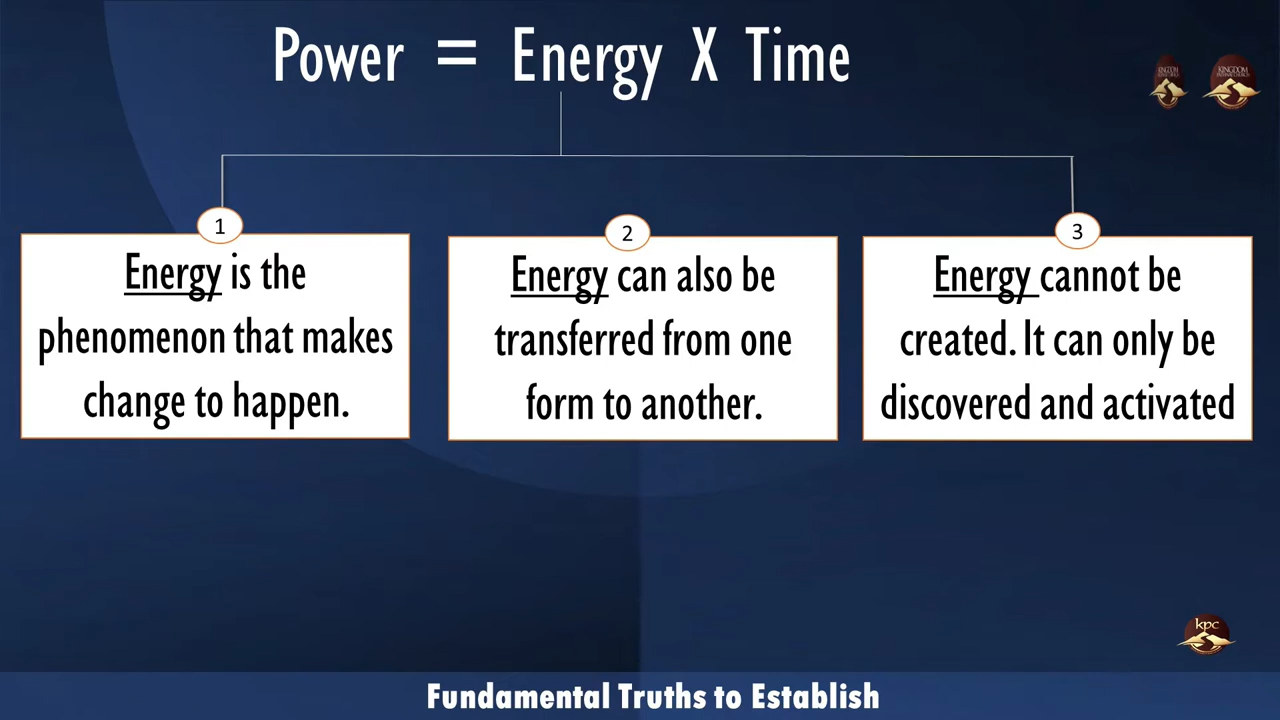 Power = Energy X Time
1
Energy is the
phenomenon that makes
change to happen.
2
Energy can also be
transferred from one
form to another.
3
Energy cannot be
created. It can only be
discovered and activated
kpc
Fundamental Truths to Establish